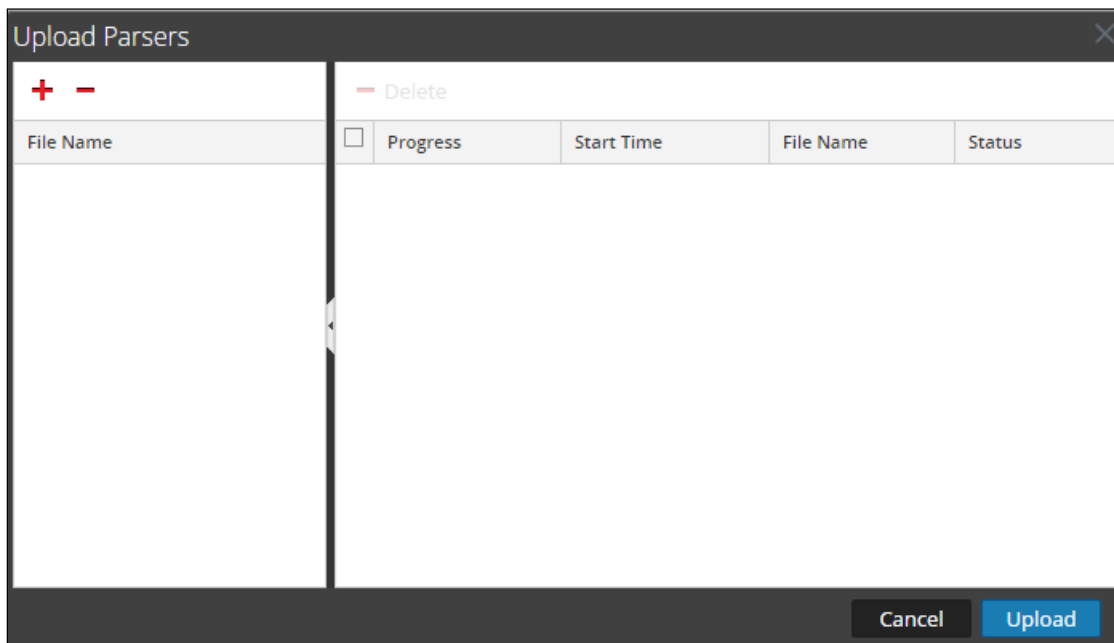 Upload Parsers
Delete
File Name
Progress Start Time File Name Status
Cancel Upload